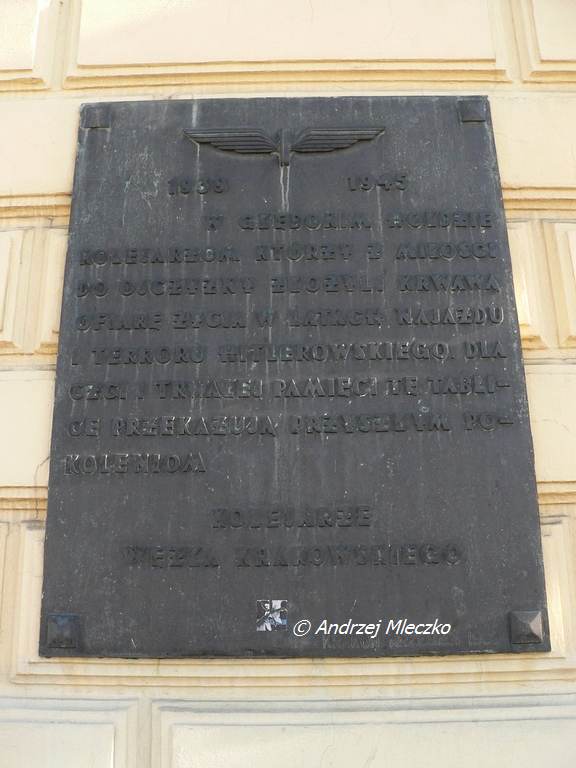 1939 1945
W GŁĘBOKIM HOŁDZIE
KOLEJARZOM, KTÓRZY Z MIŁOŚCI
DO OJCZYZNY ZŁOŻYLI KRWAWĄ
OFIARĘ ŻYCIA W LATACH NAJAZDU
I TERRORU HITLEROWSKIEGO, DLA
CZCI I TRWAŁEJ PAMIĘCI TĘ TABLI-
CE PRZEKAZUJĄ PRZYSZŁYM PO-
KOLENIOM
KOLEJARZE
WĘZŁA KRAKOWSKIEGO
© Andrzej Mleczko